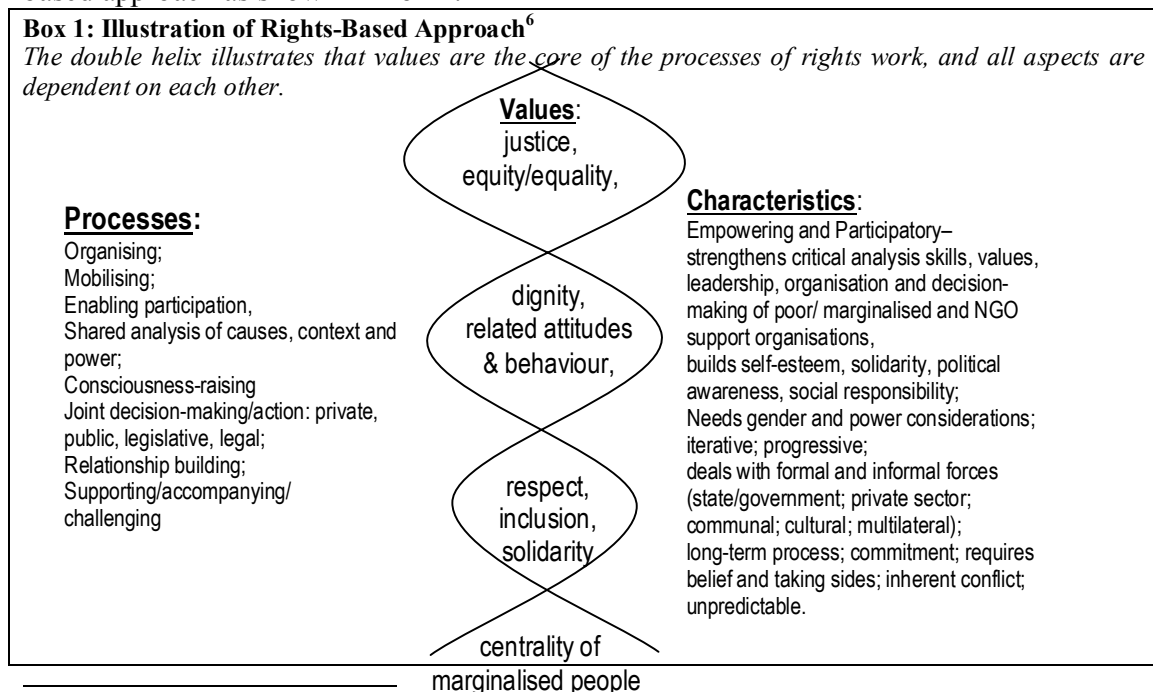 Box 1: Illustration of Rights-Based Approach6
The double helix illustrates that values are the core of the processes of rights work, and all aspects are
dependent on each other.
Values:
justice,
equity/equality,
dignity,
related attitudes
& behaviour,
respect,
inclusion,
solidarity
centrality of
marginalised people
Processes:
Organising;
Mobilising;
Enabling participation,
Shared analysis of causes, context and
power;
Consciousness-raising
Joint decision-making/action: private,
public, legislative, legal;
Relationship building;
Supporting/accompanying/
challenging
Characteristics:
Empowering and Participatory–
strengthens critical analysis skills, values,
leadership, organisation and decision-
making of poor/ marginalised and NGO
support organisations,
builds self-esteem, solidarity, political
awareness, social responsibility;
Needs gender and power considerations;
iterative; progressive;
deals with formal and informal forces
(state/government; private sector;
communal; cultural; multilateral);
long-term process; commitment; requires
belief and taking sides; inherent conflict;
unpredictable.